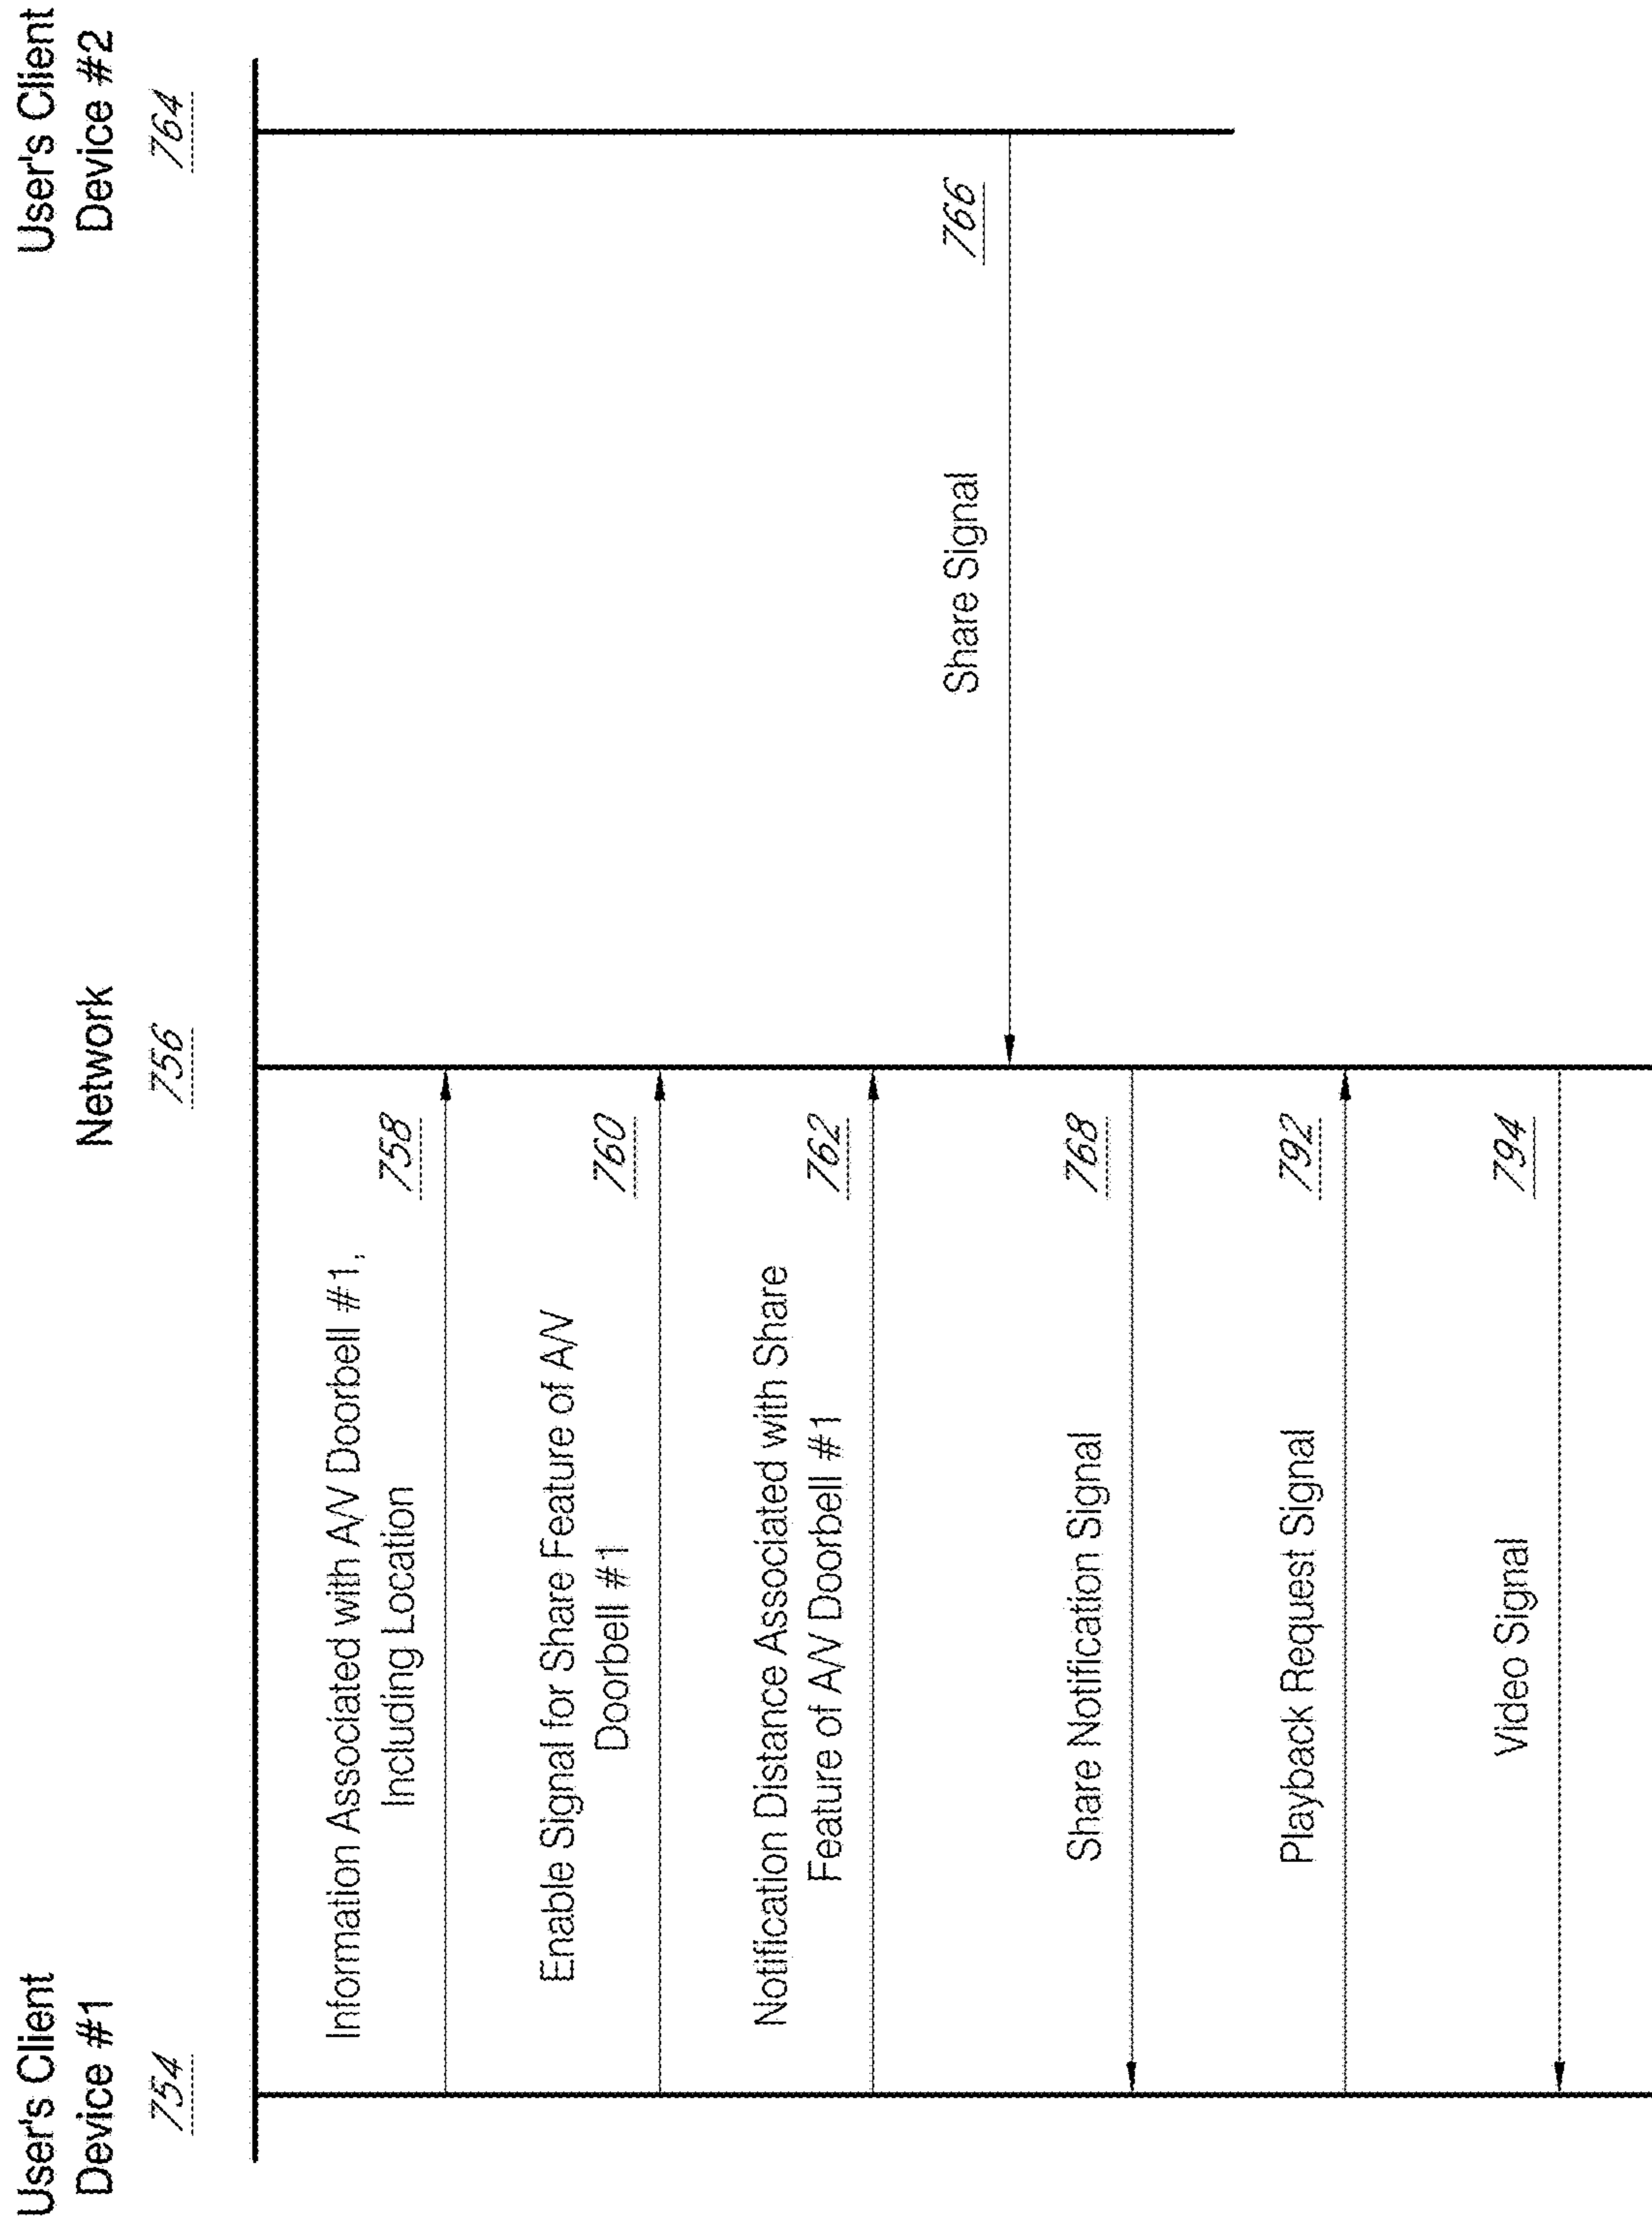 User's Client
Device #1
754
Network
756
User's Client
Device #2
764
Information Associated with A/V Doorbell #1,
Including Location
758
Enable Signal for Share Feature of A/V
Doorbell #1
760
Notification Distance Associated with Share
Feature of A/V Doorbell #1
762
Share Signal
766
Share Notification Signal
768
Playback Request Signal
792
Video Signal
794